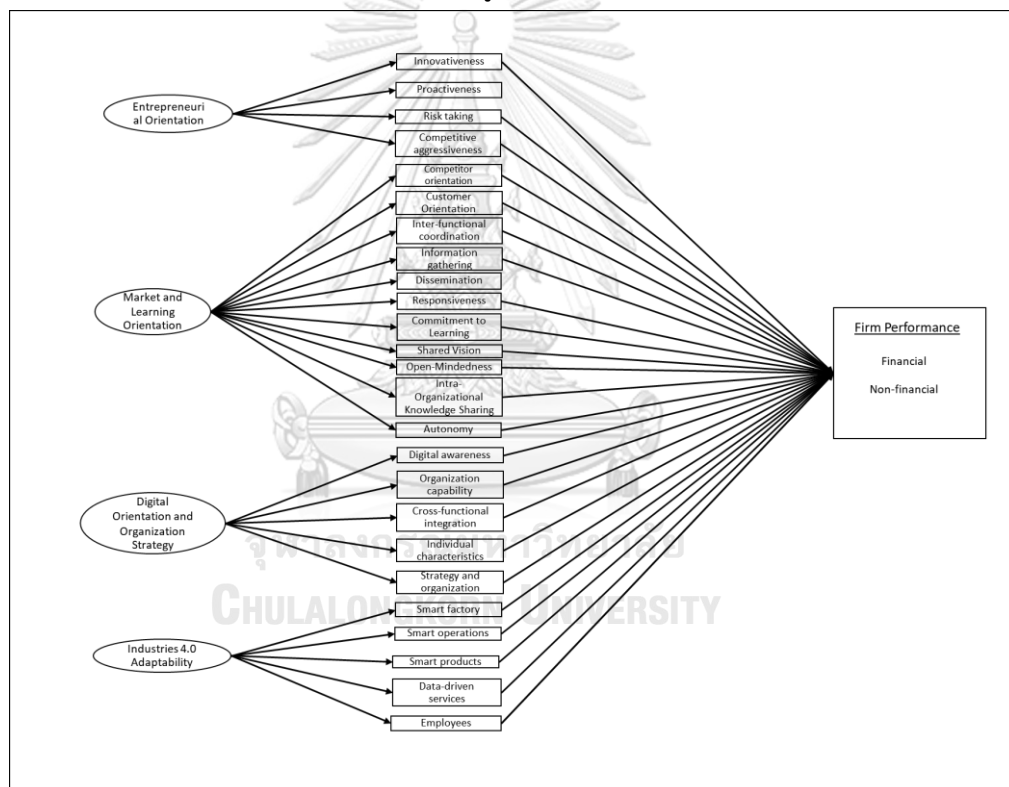 Innovativeness
Proactiveness
Risk taking
Competitive
aggressiveness
Entrepreneuri
al Orientation
Competitor
orientation
Customer
Orientation
Inter-functional
coordination
Information
gathering
Dissemination
Responsiveness
Commitment to
Learning
Shared Vision
Open-Mindedness
Intra-
Organizational
Knowledge Sharing
Autonomy
Market and
Learning
Orientation
Digital awareness
Organization
capability
Cross-functional
integration
Individual
characteristics
Strategy and
organization
Digital
Orientation and
Organization
Strategy
Smart factory
Smart operations
Smart products
Data-driven
services
Employees
Industries 4.0
Adaptability
Firm Performance
Financial
Non-financial
จุฬาลงกรณ์มหาวิทยาลัย
CHULALONGKORN UNIVERSITY